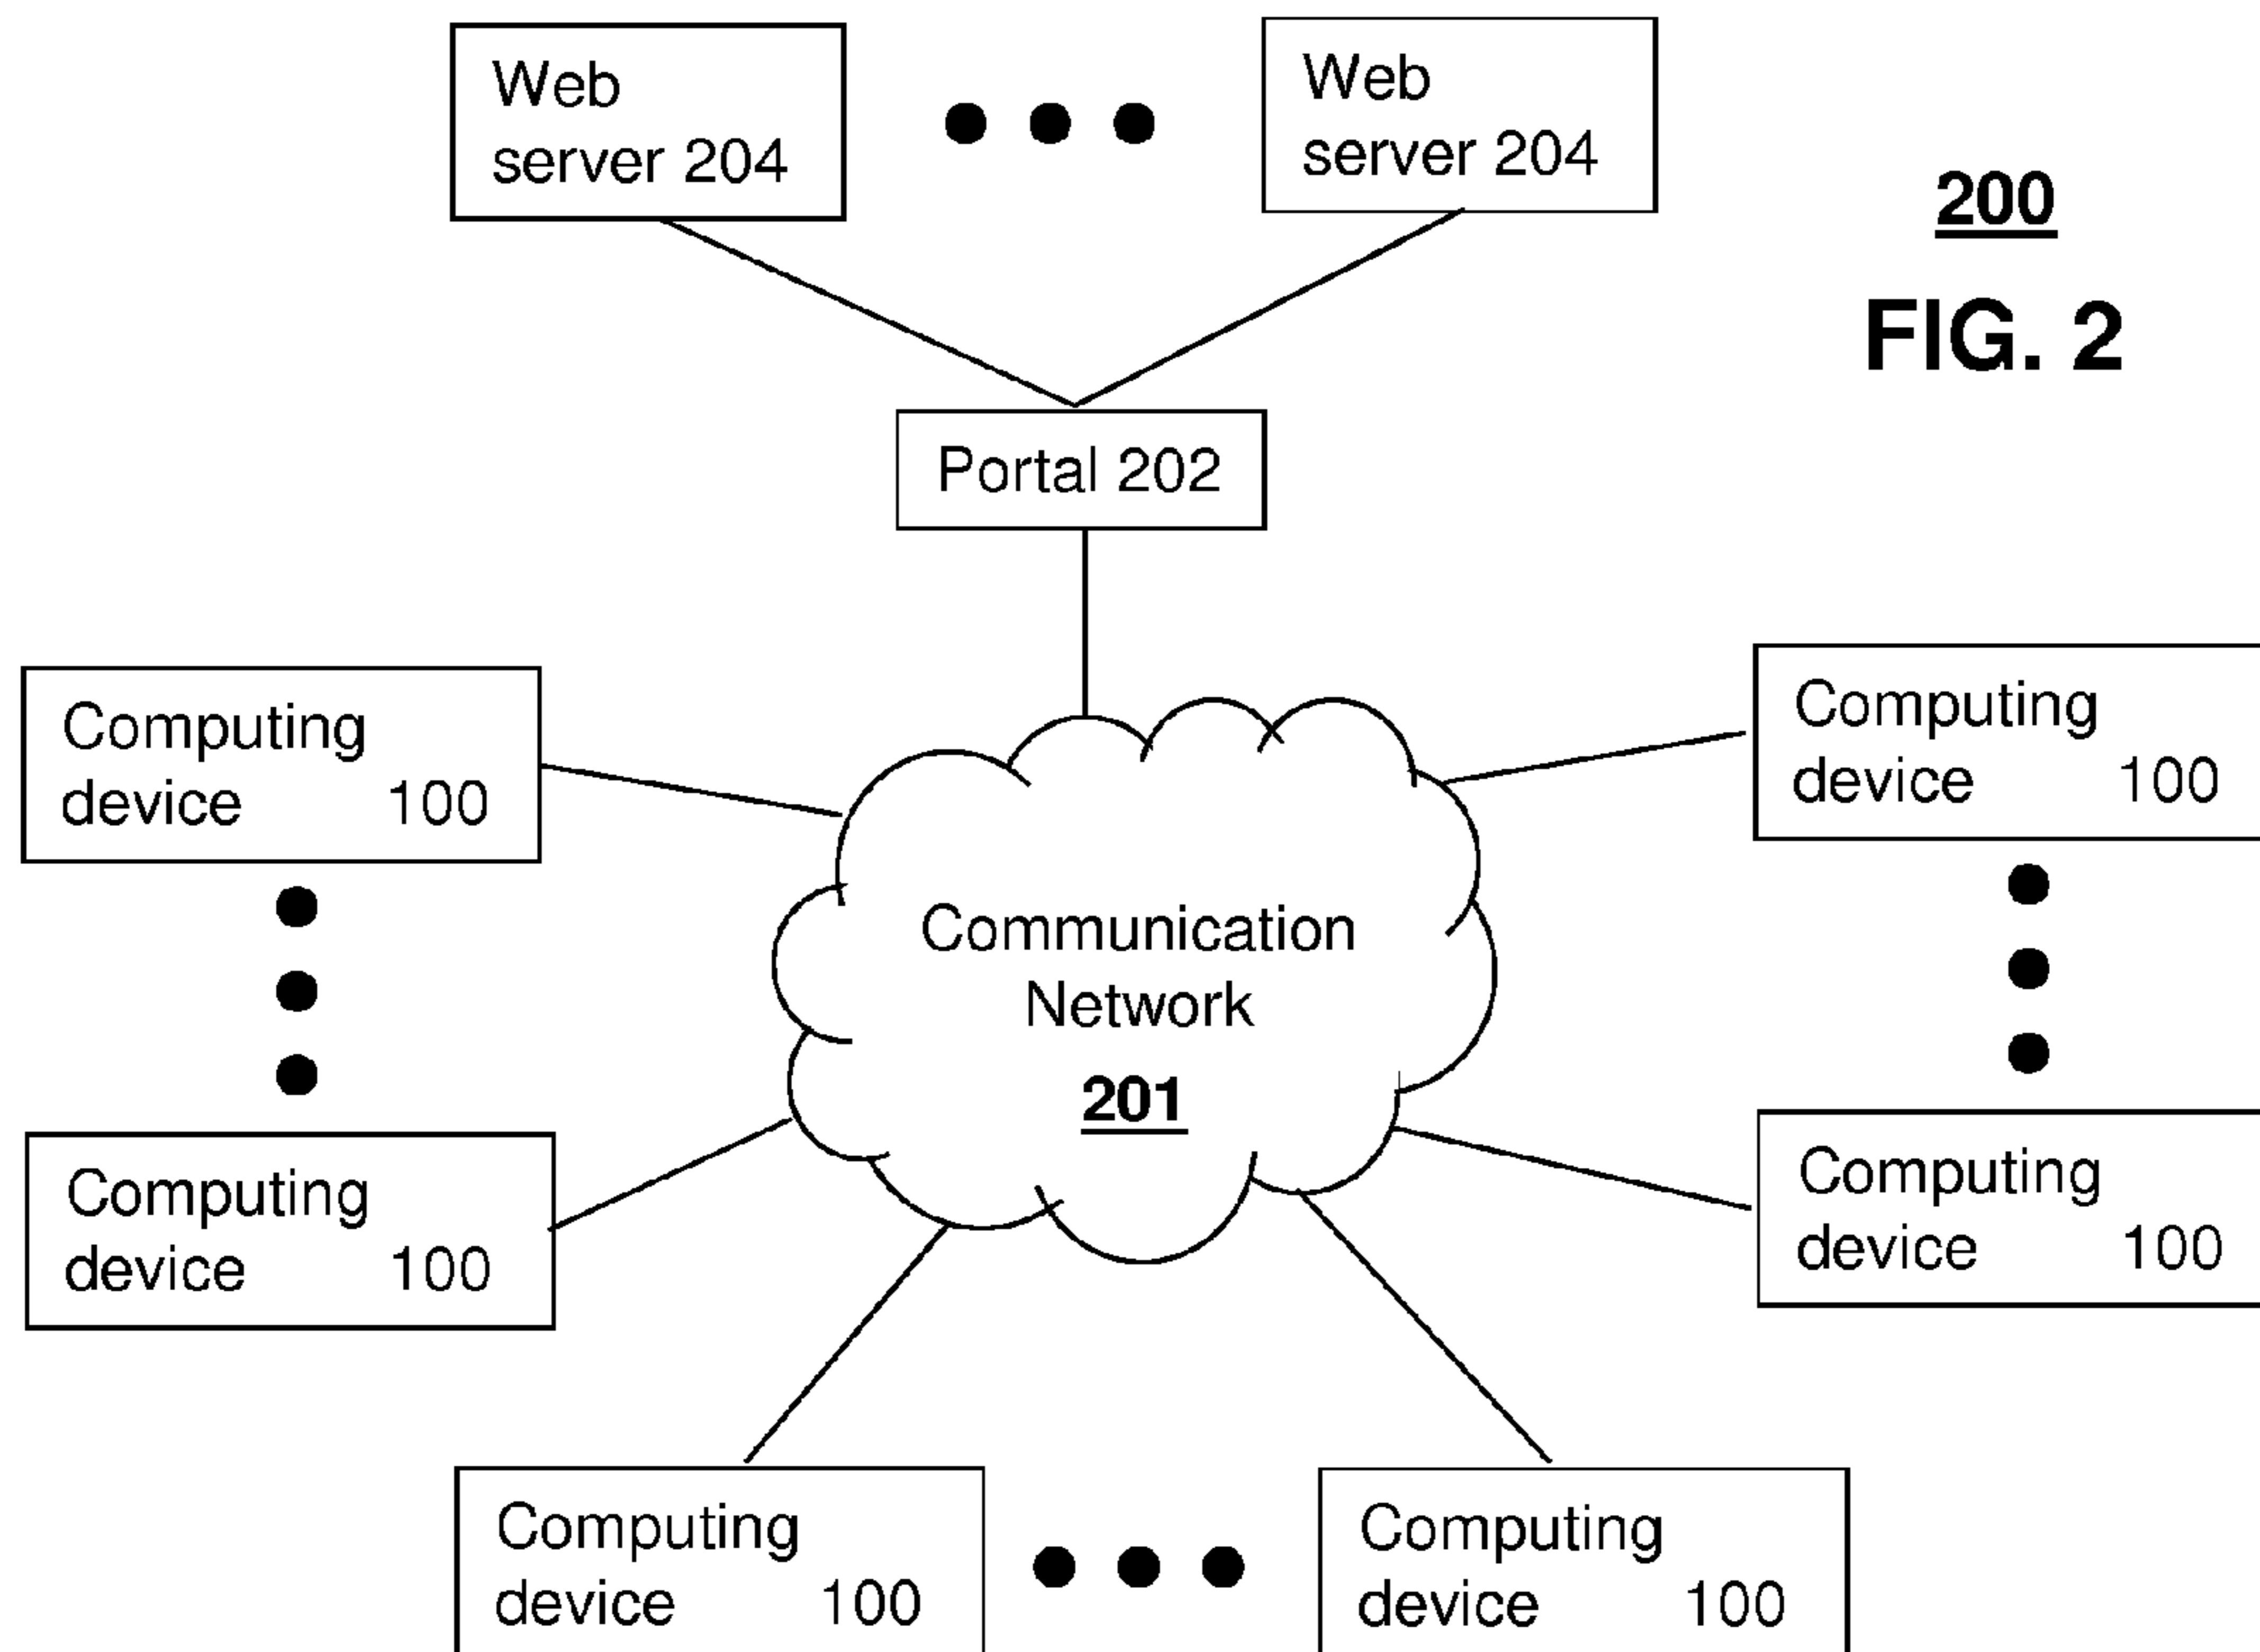 Web
server 204
Web
server 204
200
FIG. 2
Portal 202
Computing
device 100
Computing
device 100
Communication
Network
201
Computing
device 100
Computing
device 100
Computing
device 100
Computing
device 100